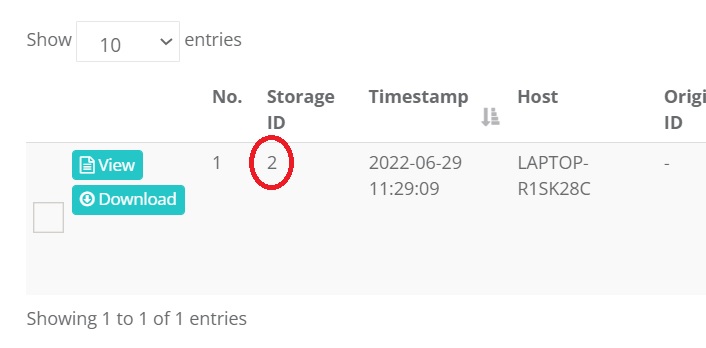 Show 10 entries
No. Storage ID Timestamp Host Origi ID
View 1 2 2022-06-29 LAPTOP- -
Download 11:29:09 R1SK28C
Showing 1 to 1 of 1 entries